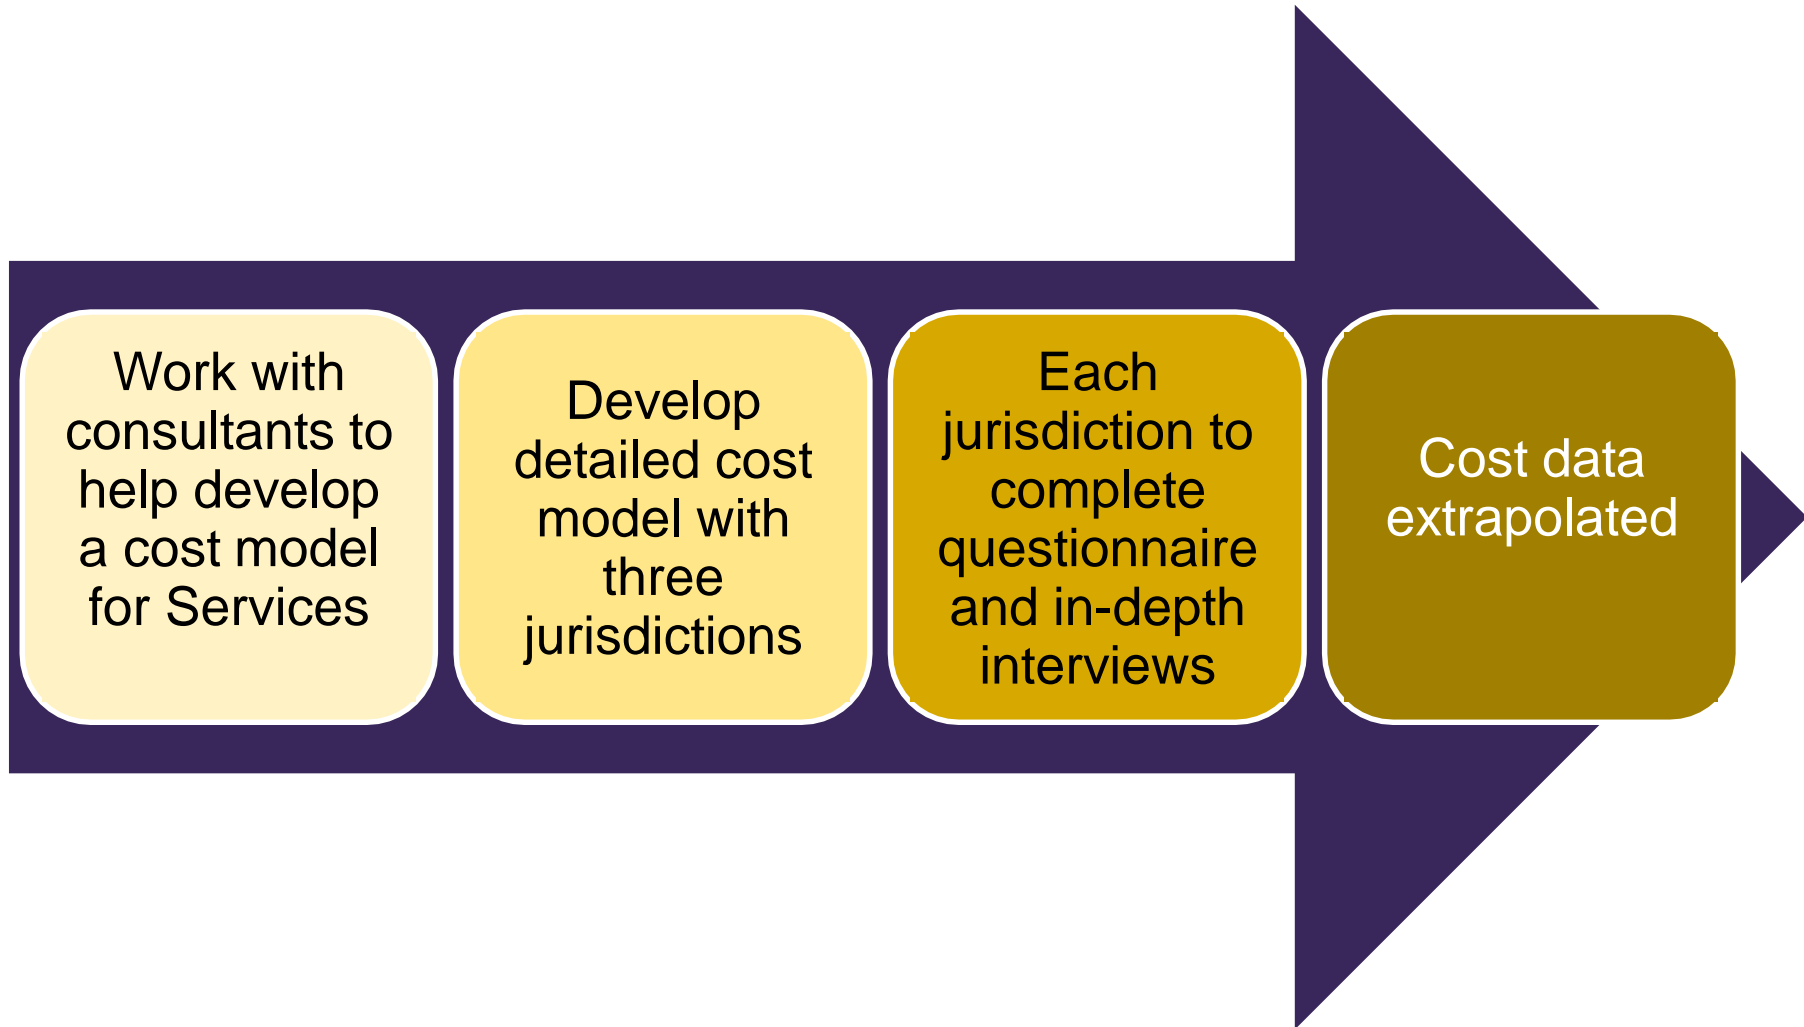 Work with
consultants to
help develop
a cost model
for Services
Develop
detailed cost
model with
three
jurisdictions
Each
jurisdiction to
complete
questionnaire
and in-depth
interviews
Cost data
extrapolated